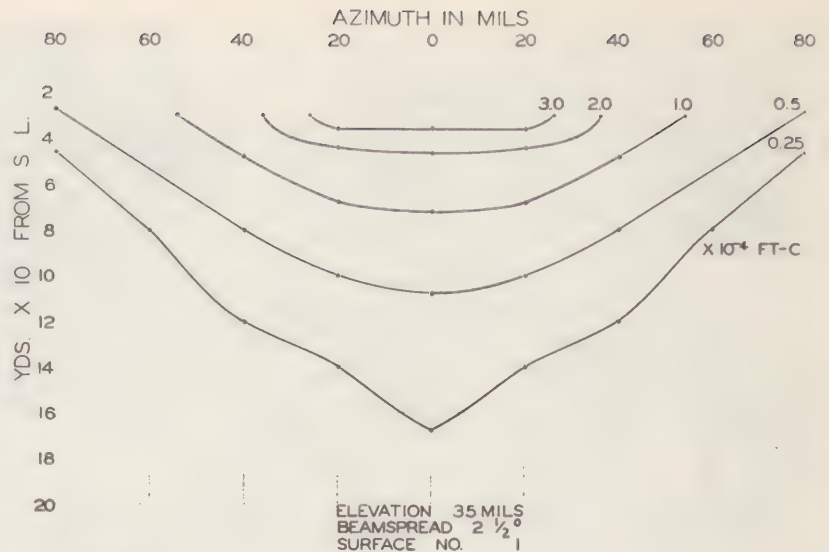 AZIMUTH IN MILS
80 60 40 20 0 20 40 60 80
YDS. X 10 FROM S L.
2
4
6
8
10
12
14
16
18
20
3.0 2.0 1.0 0.5
0.25
X 10⁻⁴ FT-C
ELEVATION 35 MILS
BEAMSPREAD 2 ½°
SURFACE NO. 1